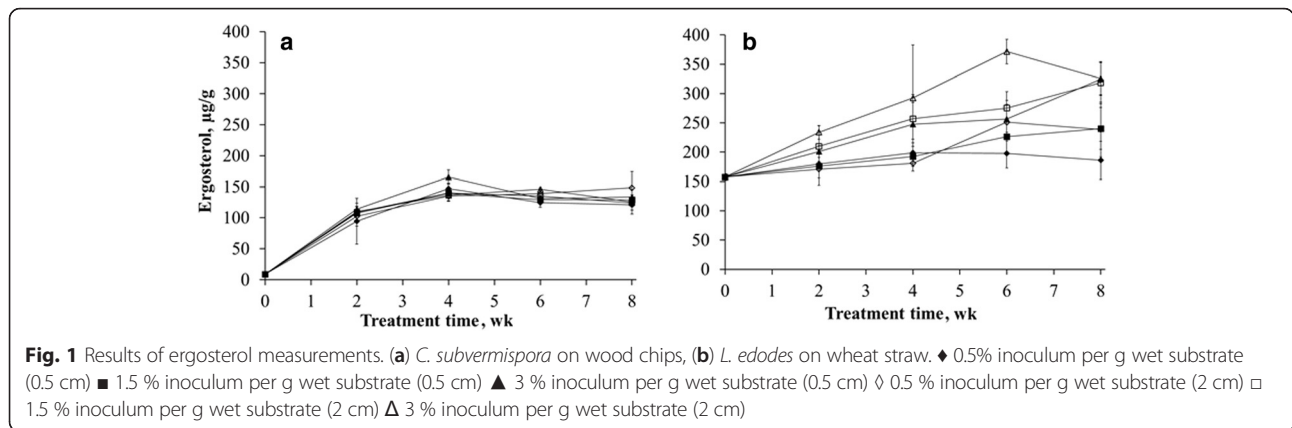 a
400
350
300
250
200
150
100
50
0
Ergosterol, µg/g
0 1 2 3 4 5 6 7 8
Treatment time, wk
b
400
350
300
250
200
150
100
50
0
0 1 2 3 4 5 6 7 8
Treatment time, wk
Fig. 1 Results of ergosterol measurements. (a) C. subvermispora on wood chips, (b) L. edodes on wheat straw. ♦ 0.5% inoculum per g wet substrate
(0.5 cm) ■ 1.5 % inoculum per g wet substrate (0.5 cm) ▲ 3 % inoculum per g wet substrate (0.5 cm) ◊ 0.5 % inoculum per g wet substrate (2 cm) □
1.5 % inoculum per g wet substrate (2 cm) Δ 3 % inoculum per g wet substrate (2 cm)